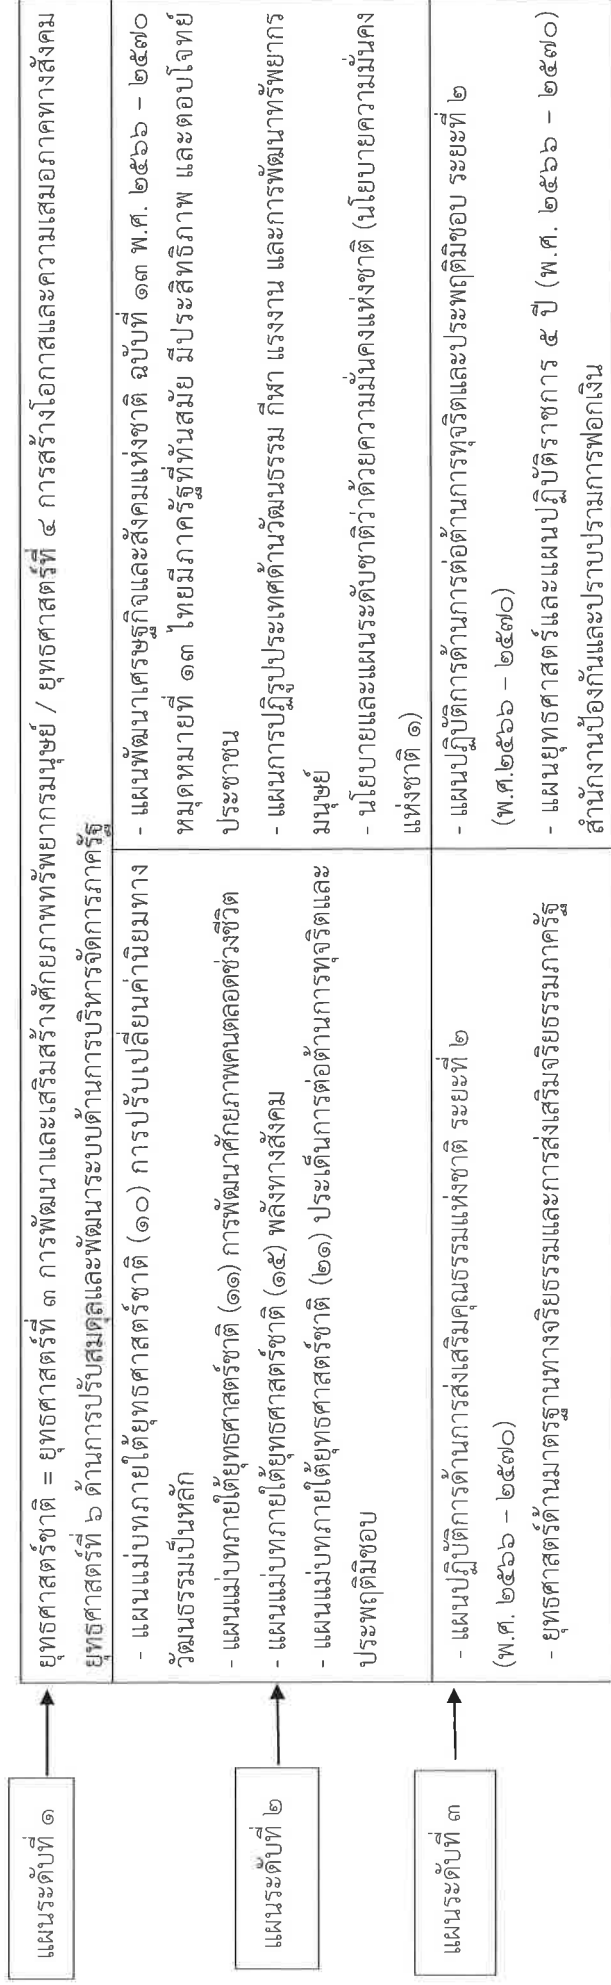 แผนระดับที่ ๑
ยุทธศาสตร์ชาติ = ยุทธศาสตร์ที่ ๓ การพัฒนาและเสริมสร้างศักยภาพทรัพยากรมนุษย์ / ยุทธศาสตร์ที่ ๔ การสร้างโอกาสและความเสมอภาคทางสังคม
ยุทธศาสตร์ที่ ๖ ด้านการปรับสมดุลและพัฒนาระบบด้านการบริหารจัดการภาครัฐ
แผนระดับที่ ๒
- แผนแม่บทภายใต้ยุทธศาสตร์ชาติ (๑๐) การปรับเปลี่ยนค่านิยมทาง
วัฒนธรรมเป็นหลัก
- แผนแม่บทภายใต้ยุทธศาสตร์ชาติ (๑๑) การพัฒนาศักยภาพคนตลอดช่วงชีวิต
- แผนแม่บทภายใต้ยุทธศาสตร์ชาติ (๑๕) พลังทางสังคม
- แผนแม่บทภายใต้ยุทธศาสตร์ชาติ (๒๑) ประเด็นการต่อต้านการทุจริตและ
ประพฤติมิชอบ
- แผนพัฒนาเศรษฐกิจและสังคมแห่งชาติ ฉบับที่ ๑๓ พ.ศ. ๒๕๖๖ - ๒๕๗๐
หมุดหมายที่ ๑๓ ไทยมีภาครัฐที่ทันสมัย มีประสิทธิภาพ และตอบโจทย์
ประชาชน
- แผนการปฏิรูปประเทศด้านวัฒนธรรม กีฬา แรงงาน และการพัฒนาทรัพยากร
มนุษย์
- นโยบายและแผนระดับชาติว่าด้วยความมั่นคงแห่งชาติ (นโยบายความมั่นคง
แห่งชาติ ๑)
แผนระดับที่ ๓
- แผนปฏิบัติการด้านการส่งเสริมคุณธรรมแห่งชาติ ระยะที่ ๒
(พ.ศ. ๒๕๖๖ - ๒๕๗๐)
- ยุทธศาสตร์ด้านมาตรฐานทางจริยธรรมและการส่งเสริมจริยธรรมภาครัฐ
- แผนปฏิบัติการด้านการต่อต้านการทุจริตและประพฤติมิชอบ ระยะที่ ๒
(พ.ศ.๒๕๖๖ - ๒๕๗๐)
- แผนยุทธศาสตร์และแผนปฏิบัติราชการ ๕ ปี (พ.ศ. ๒๕๖๖ - ๒๕๗๐)
สำนักงานป้องกันและปราบปรามการฟอกเงิน